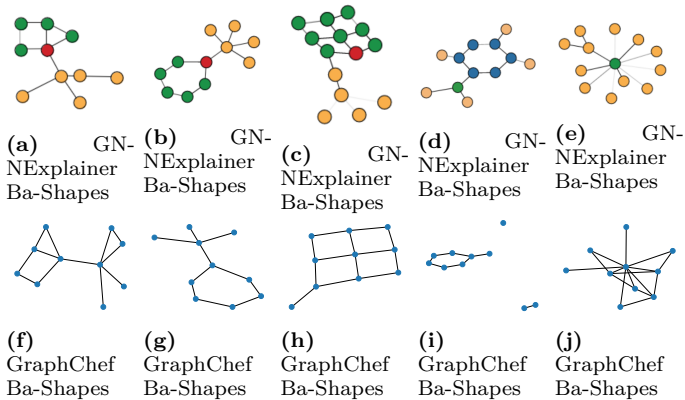 (a) GN-
NExplainer
Ba-Shapes
(b) GN-
NExplainer
Ba-Shapes
(c) GN-
NExplainer
Ba-Shapes
(d) GN-
NExplainer
Ba-Shapes
(e) GN-
NExplainer
Ba-Shapes
(f)
GraphChef
Ba-Shapes
(g)
GraphChef
Ba-Shapes
(h)
GraphChef
Ba-Shapes
(i)
GraphChef
Ba-Shapes
(j)
GraphChef
Ba-Shapes